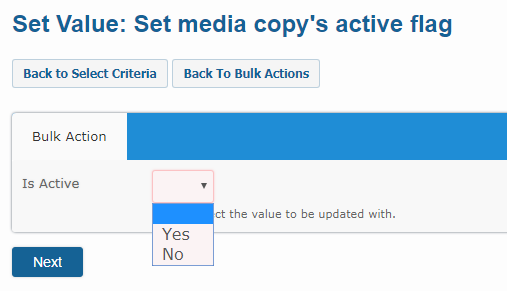 Set Value: Set media copy's active flag
Back to Select Criteria Back To Bulk Actions
Bulk Action
Is Active
the value to be updated with.
Yes
No
Next